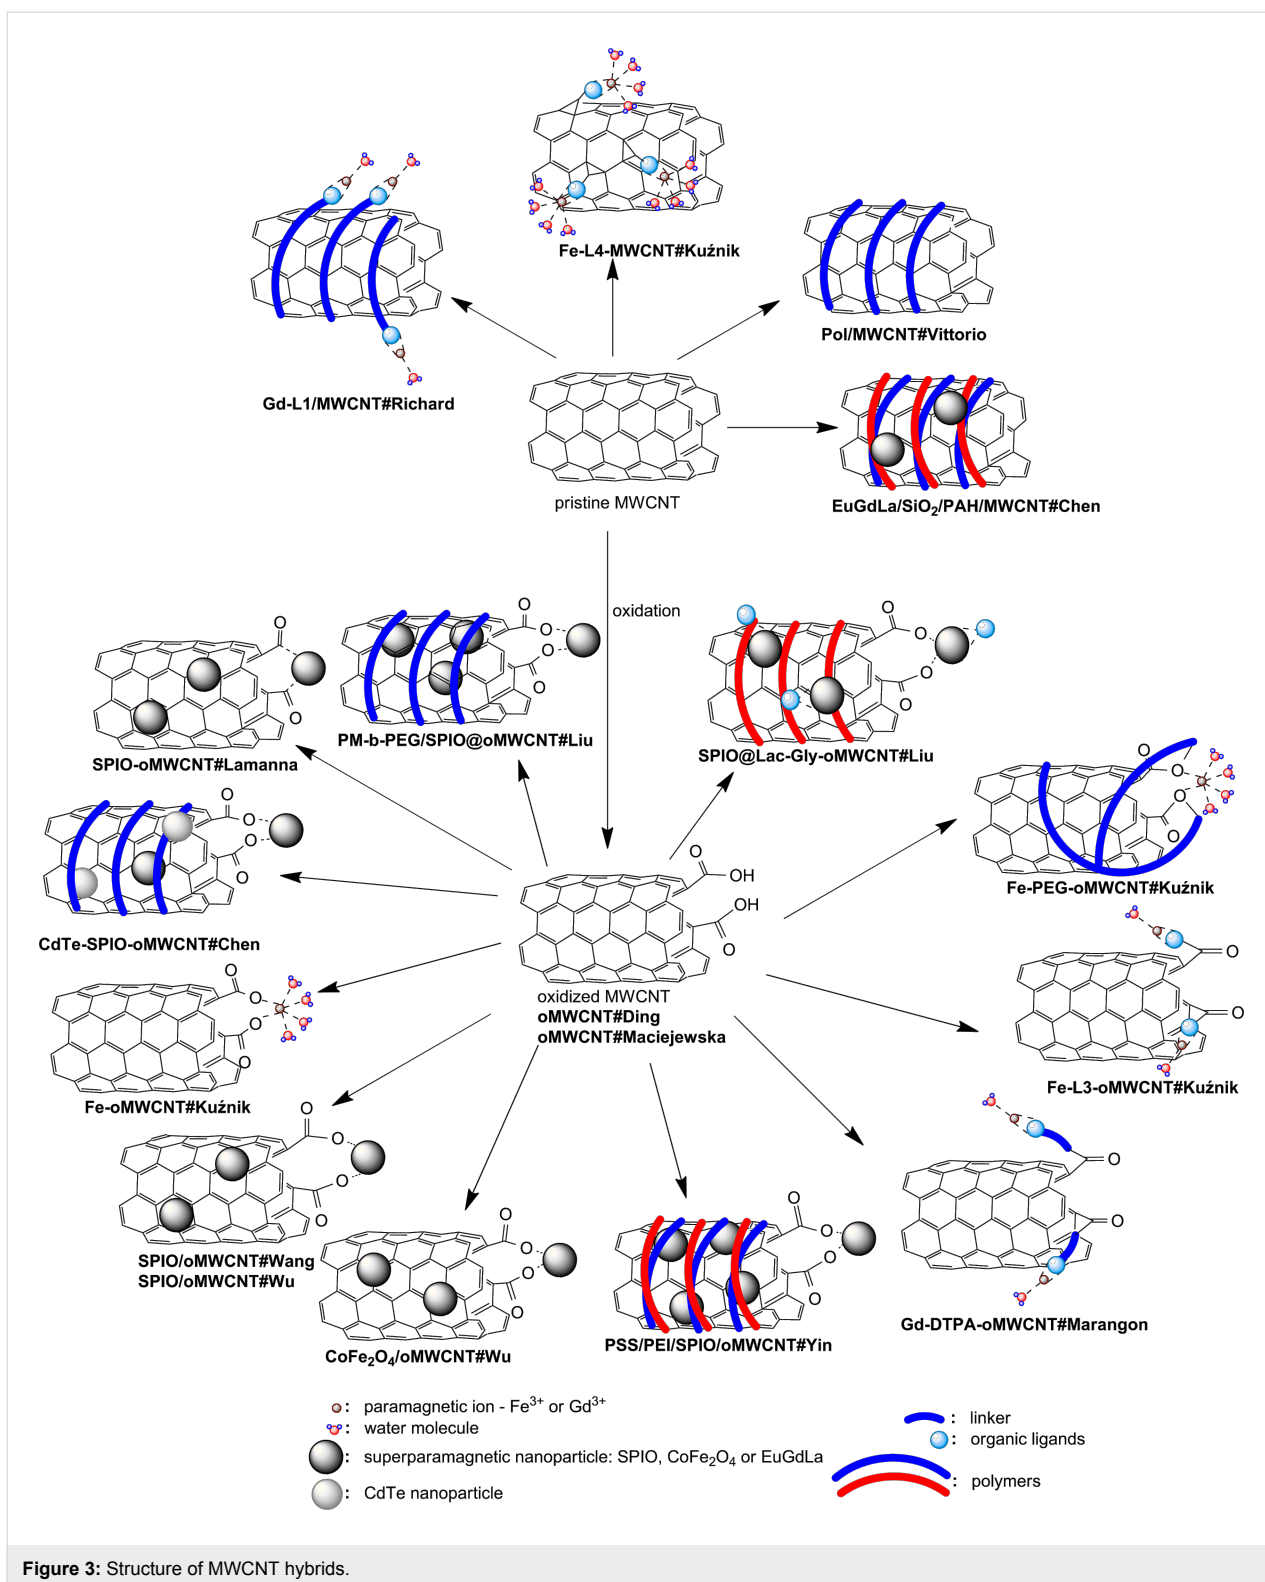 Fe-L4-MWCNT#Kuźnik
Pol/MWCNT#Vittorio
Gd-L1/MWCNT#Richard
pristine MWCNT
EuGdLa/SiO2/PAH/MWCNT#Chen
oxidation
O
O
O
O
O
O
O
O
O
O
O
O
SPIO-oMWCNT#Lamanna
PM-b-PEG/SPIO@oMWCNT#Liu
SPIO@Lac-Gly-oMWCNT#Liu
O
O
O
O
Fe-PEG-oMWCNT#Kuźnik
O
O
O
O
CdTe-SPIO-oMWCNT#Chen
O
OH
OH
O
oxidized MWCNT
oMWCNT#Ding
oMWCNT#Maciejewska
O
O
O
O
Fe-oMWCNT#Kuźnik
O
O
Fe-L3-oMWCNT#Kuźnik
O
O
O
O
SPIO/oMWCNT#Wang
SPIO/oMWCNT#Wu
O
O
O
O
CoFe2O4/oMWCNT#Wu
O
O
O
O
PSS/PEI/SPIO/oMWCNT#Yin
O
O
Gd-DTPA-oMWCNT#Marangon
: paramagnetic ion - Fe3+ or Gd3+
: water molecule
: superparamagnetic nanoparticle: SPIO, CoFe2O4 or EuGdLa
: CdTe nanoparticle
: linker
: organic ligands
: polymers
Figure 3: Structure of MWCNT hybrids.